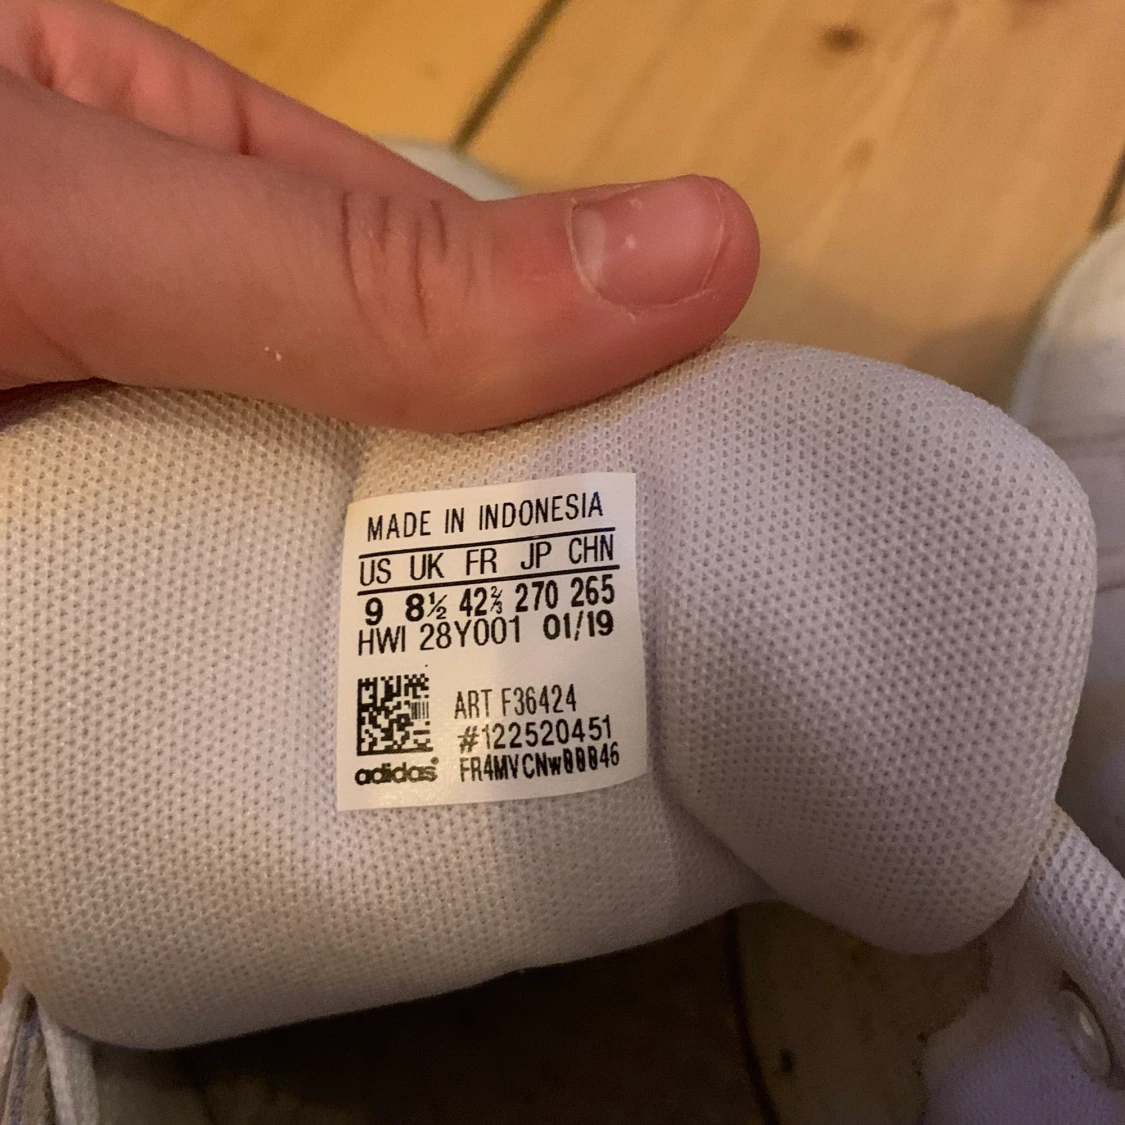 MADE IN INDONESIA
US UK FR JP CHN
9 8½ 42⅔ 270 265
HWI 28Y001 01/19
ART F36424
#122520451
adidas FR4MVCNw00046